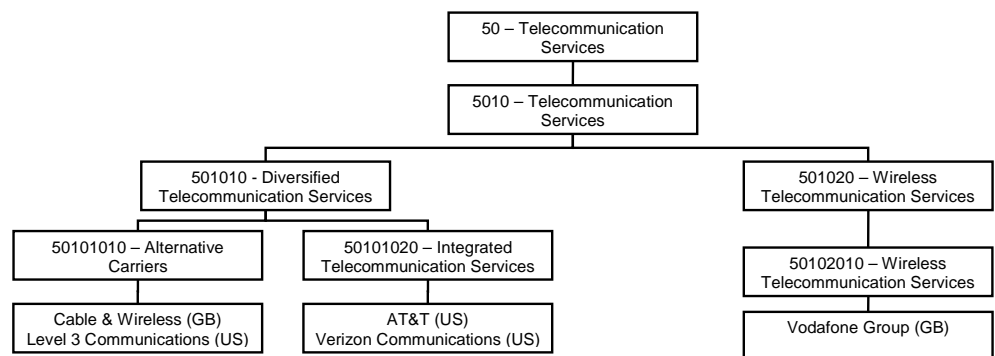 50 – Telecommunication
Services
5010 – Telecommunication
Services
501010 - Diversified
Telecommunication Services
501020 – Wireless
Telecommunication Services
50101010 – Alternative
Carriers
50101020 – Integrated
Telecommunication Services
50102010 – Wireless
Telecommunication Services
Cable & Wireless (GB)
Level 3 Communications (US)
AT&T (US)
Verizon Communications (US)
Vodafone Group (GB)